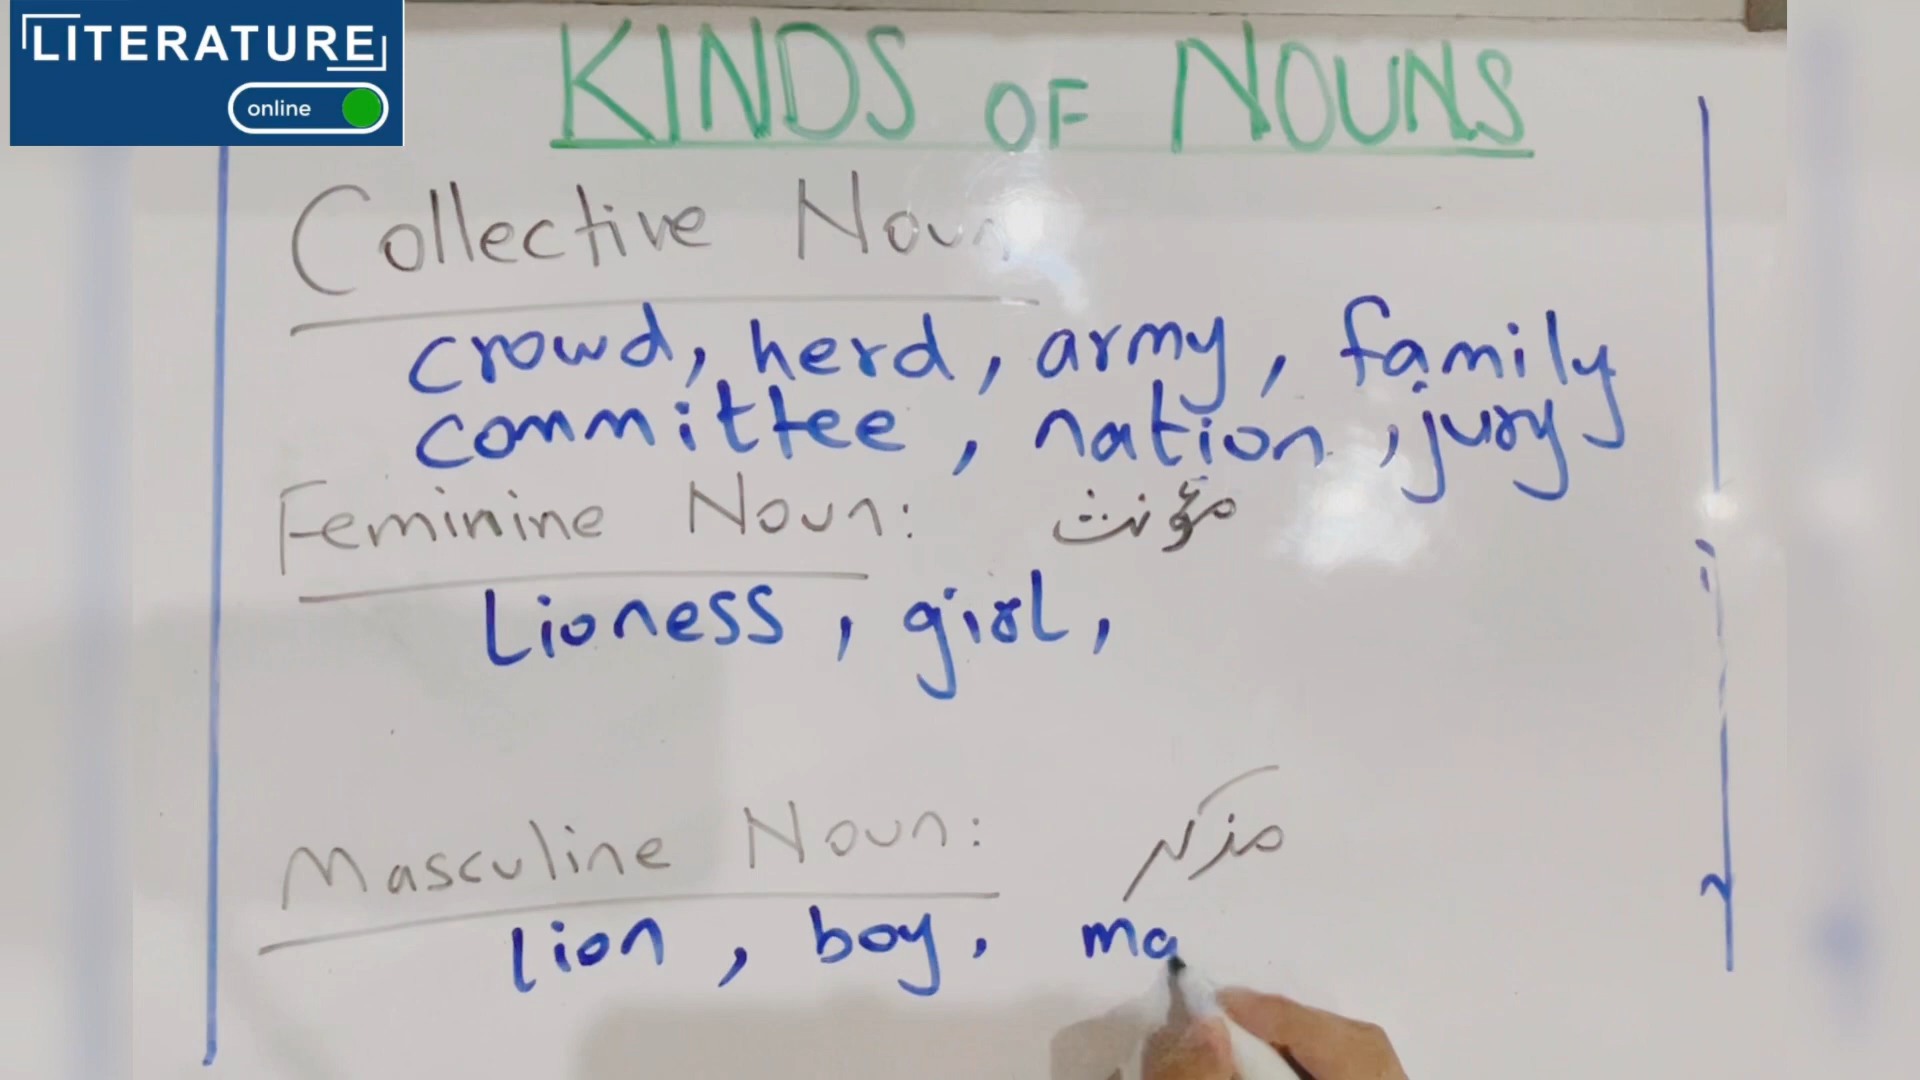 LITERATURE
online
KINDS OF NOUNS
Collective Noun
crowd, herd, army, family
committee, nation, jury
Feminine Noun: مؤنث
Lioness, girl,
Masculine Noun: مذکر
lion, boy, ma